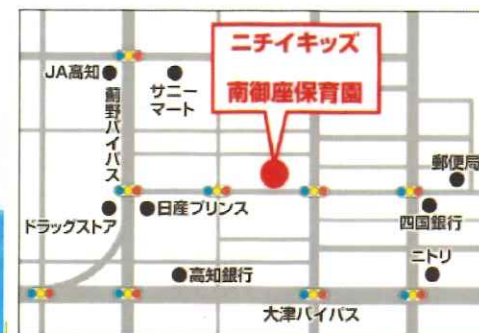 ニチイキッズ
南御座保育園
JA高知
サニー
マート
薊野バイパス
郵便局
ドラッグストア
日産プリンス
四国銀行
ニトリ
高知銀行
大津バイパス